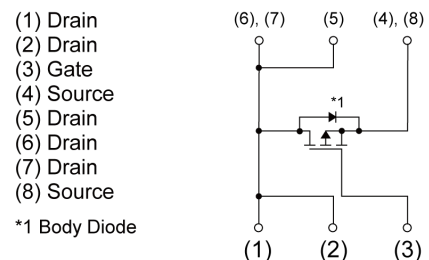 (1) Drain
(2) Drain
(3) Gate
(4) Source
(5) Drain
(6) Drain
(7) Drain
(8) Source
*1 Body Diode
(6), (7) (5) (4), (8)
*1
(1) (2) (3)